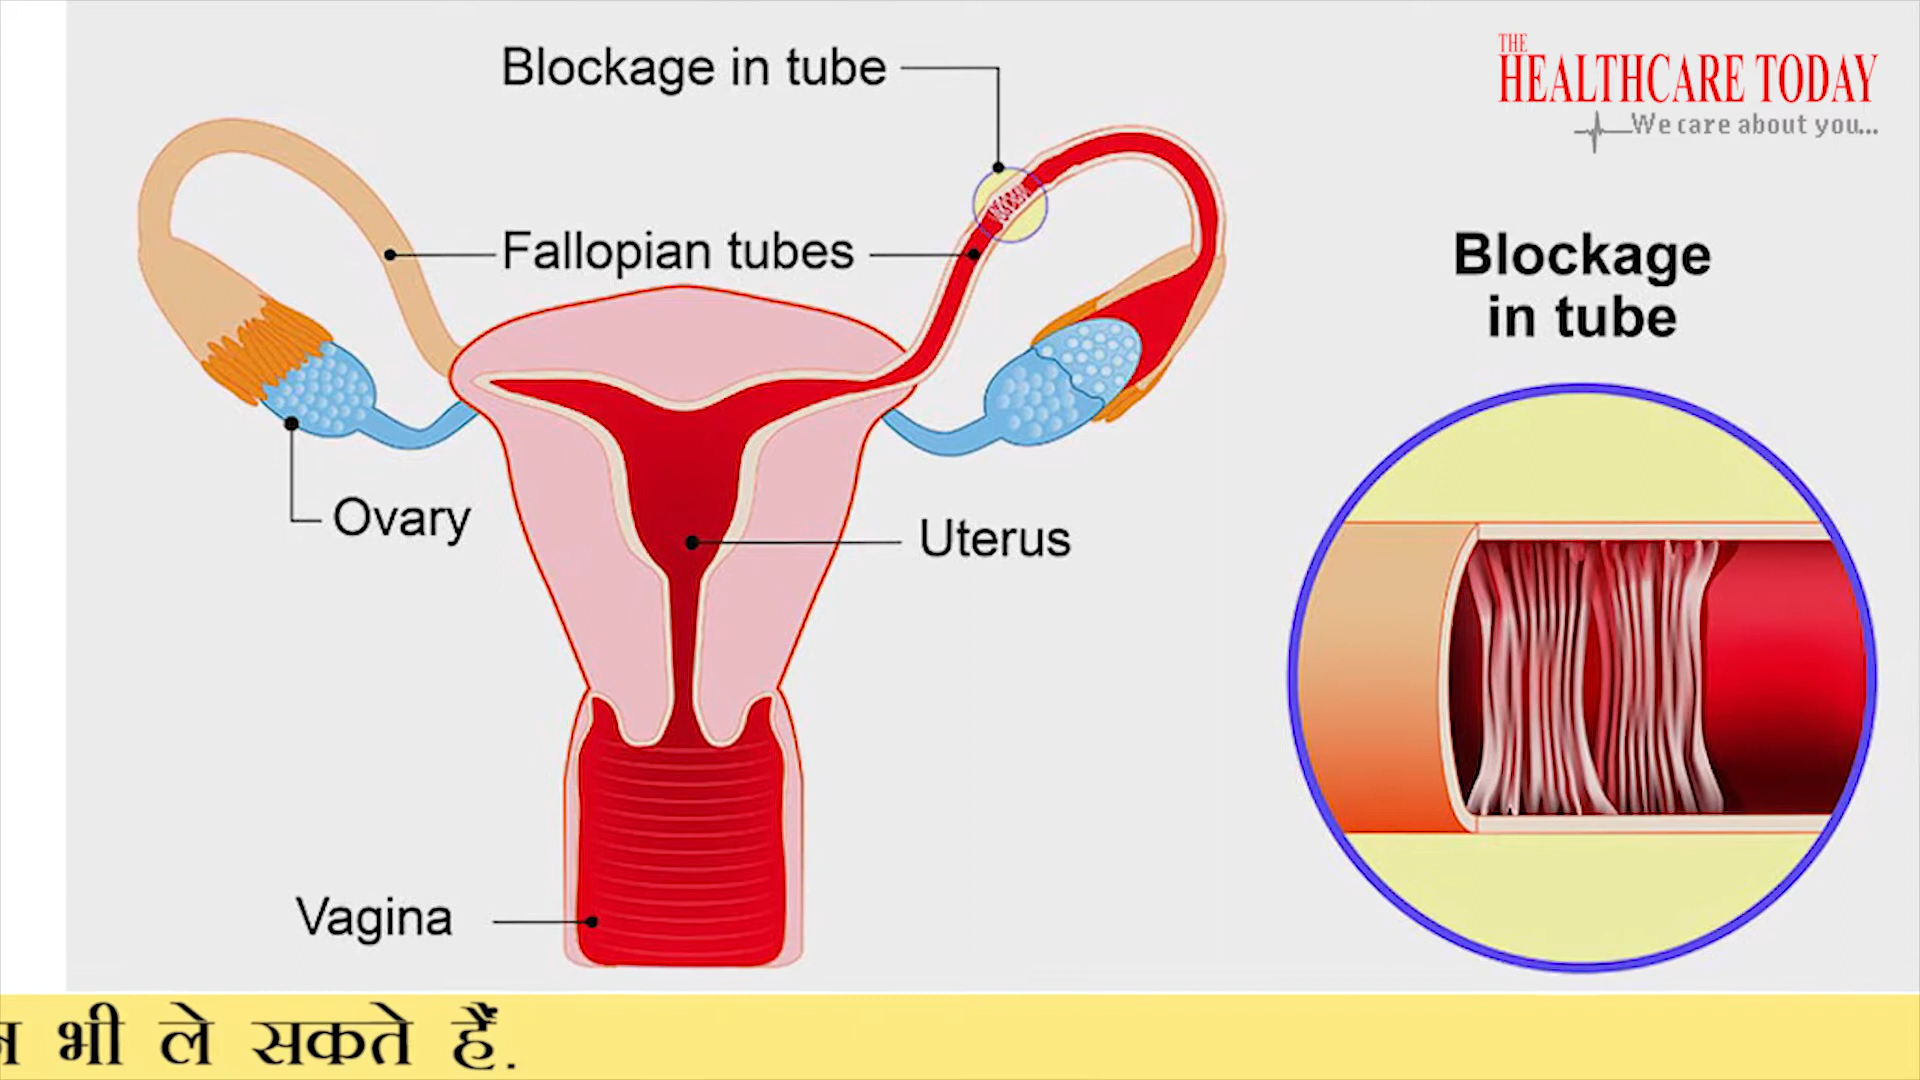 Blockage in tube
THE
HEALTHCARE TODAY
We care about you...
Fallopian tubes
Blockage
in tube
Ovary
Uterus
Vagina
भी ले सकते हैं.